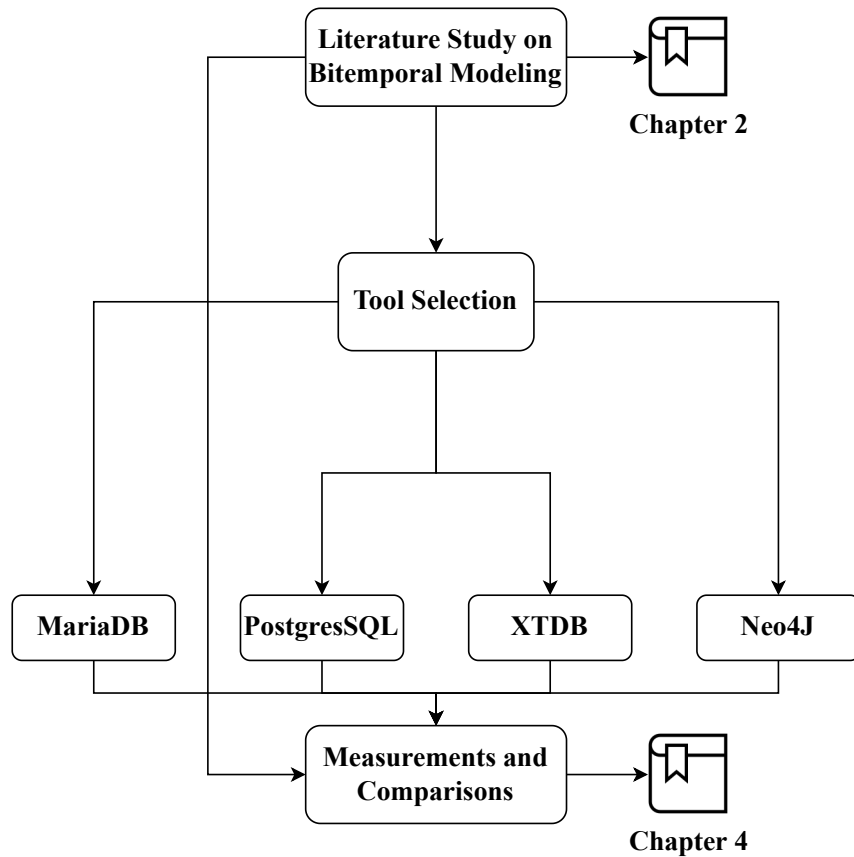 Literature Study on
Bitemporal Modeling
Chapter 2
Tool Selection
MariaDB
PostgresSQL
XTDB
Neo4J
Measurements and
Comparisons
Chapter 4